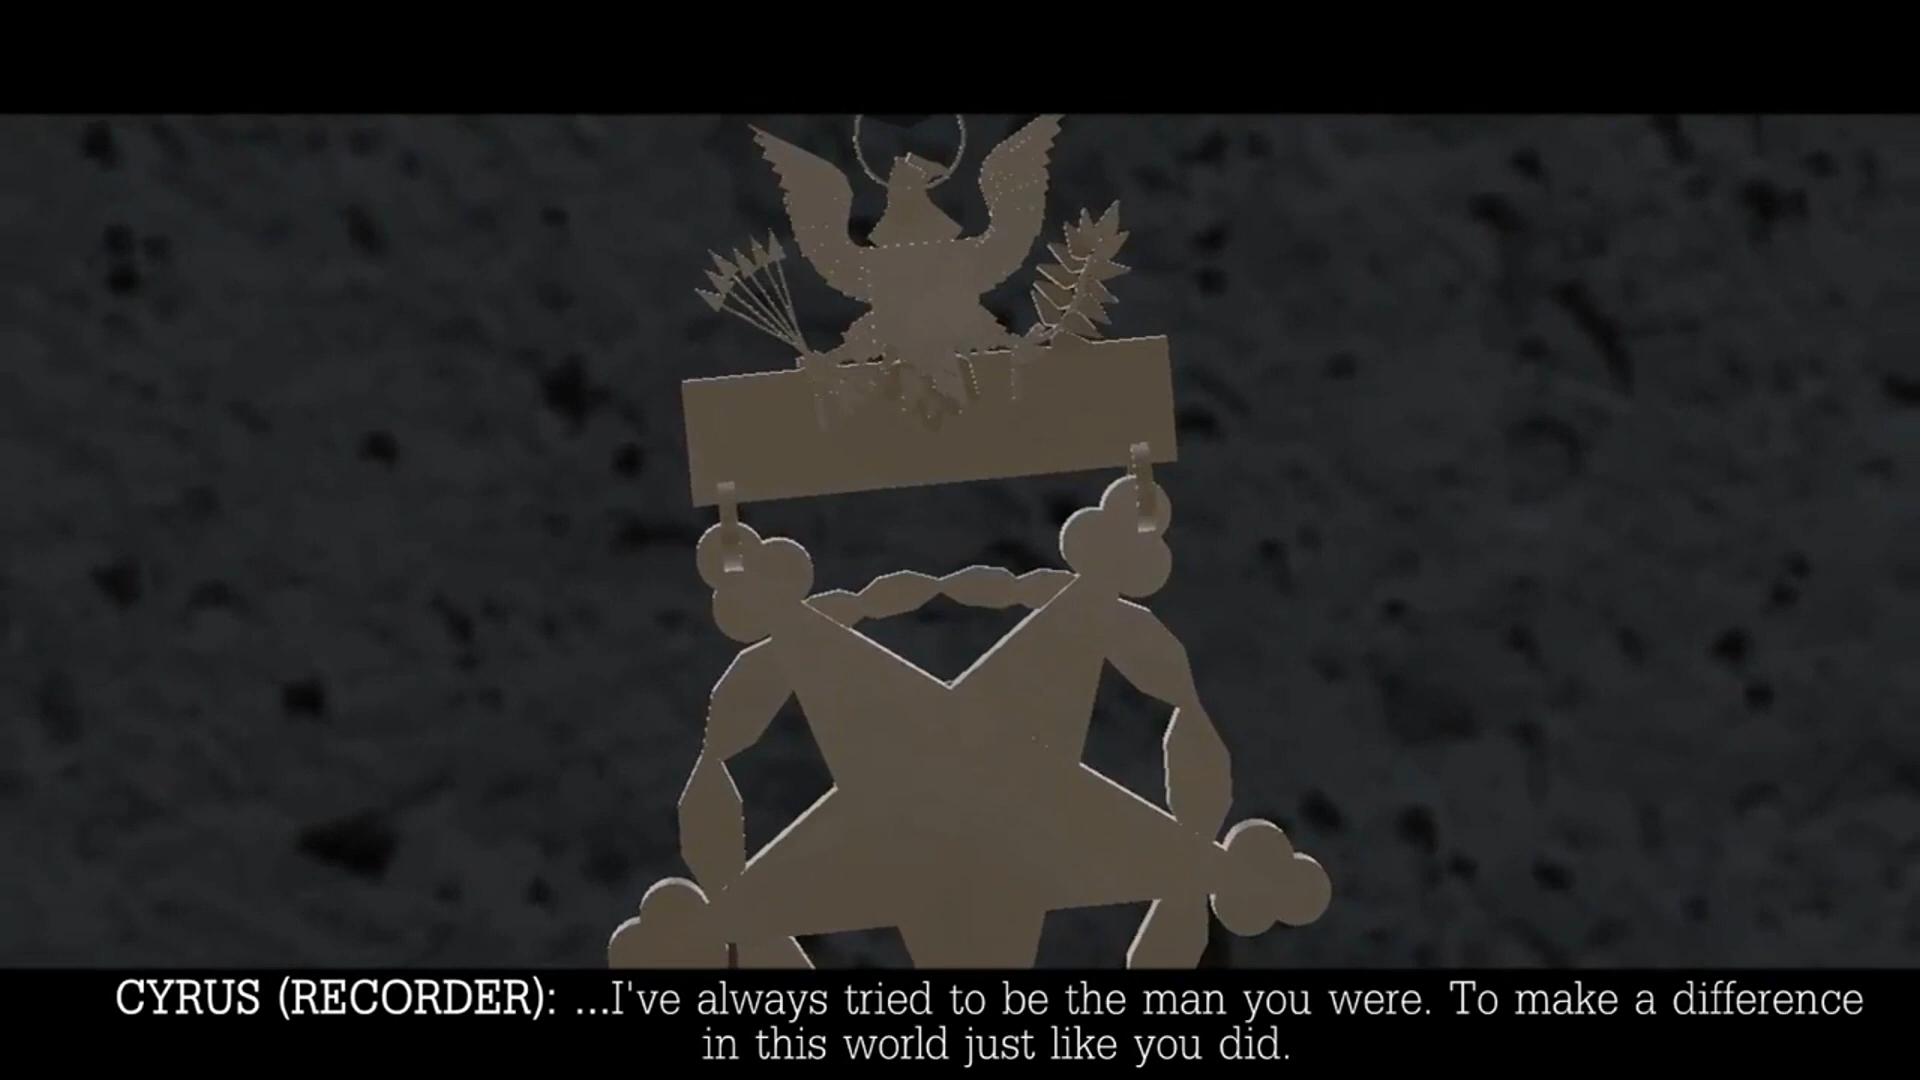 CYRUS (RECORDER): ...I've always tried to be the man you were. To make a difference
in this world just like you did.